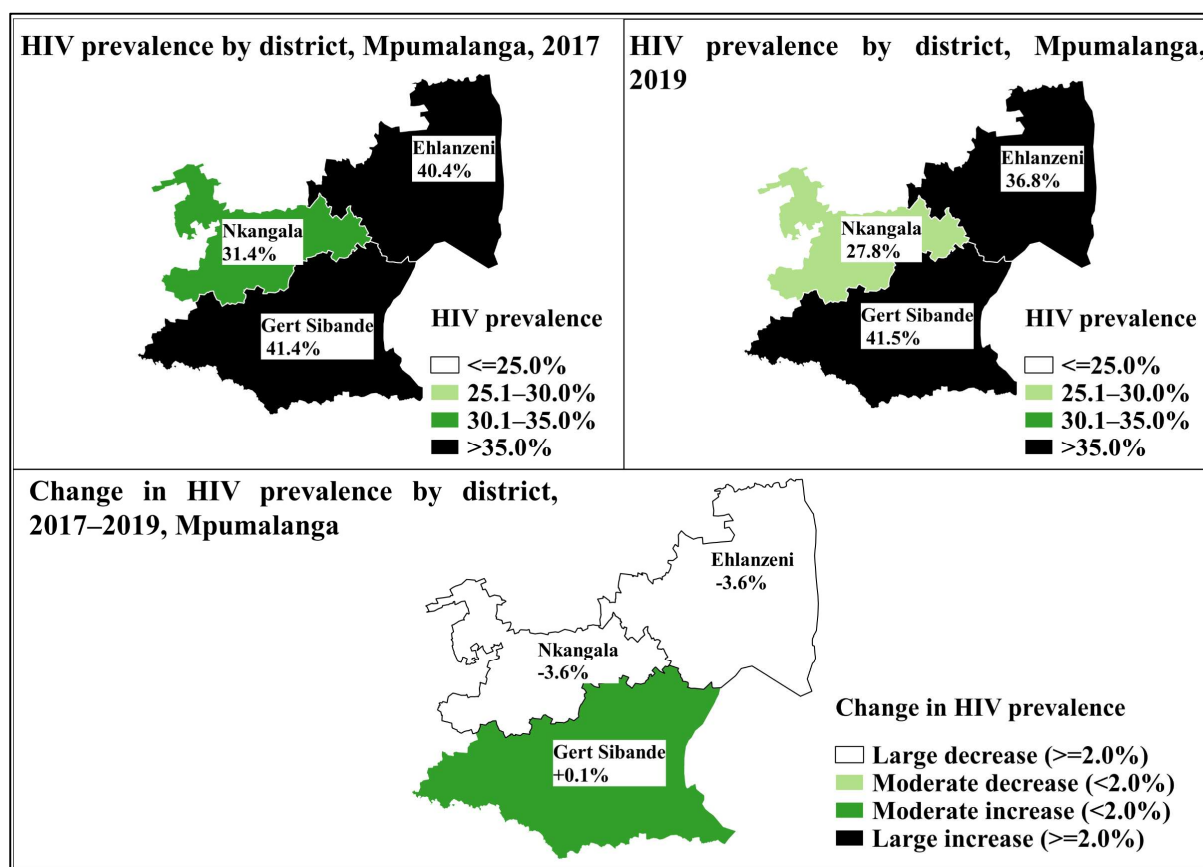 HIV prevalence by district, Mpumalanga, 2017
Ehlanzeni
40.4%
Nkangala
31.4%
Gert Sibande
41.4%
HIV prevalence
<=25.0%
25.1–30.0%
30.1–35.0%
>35.0%
HIV prevalence by district, Mpumalanga,
2019
Ehlanzeni
36.8%
Nkangala
27.8%
Gert Sibande
41.5%
HIV prevalence
<=25.0%
25.1–30.0%
30.1–35.0%
>35.0%
Change in HIV prevalence by district,
2017–2019, Mpumalanga
Ehlanzeni
-3.6%
Nkangala
-3.6%
Gert Sibande
+0.1%
Change in HIV prevalence
Large decrease (>=2.0%)
Moderate decrease (<2.0%)
Moderate increase (<2.0%)
Large increase (>=2.0%)